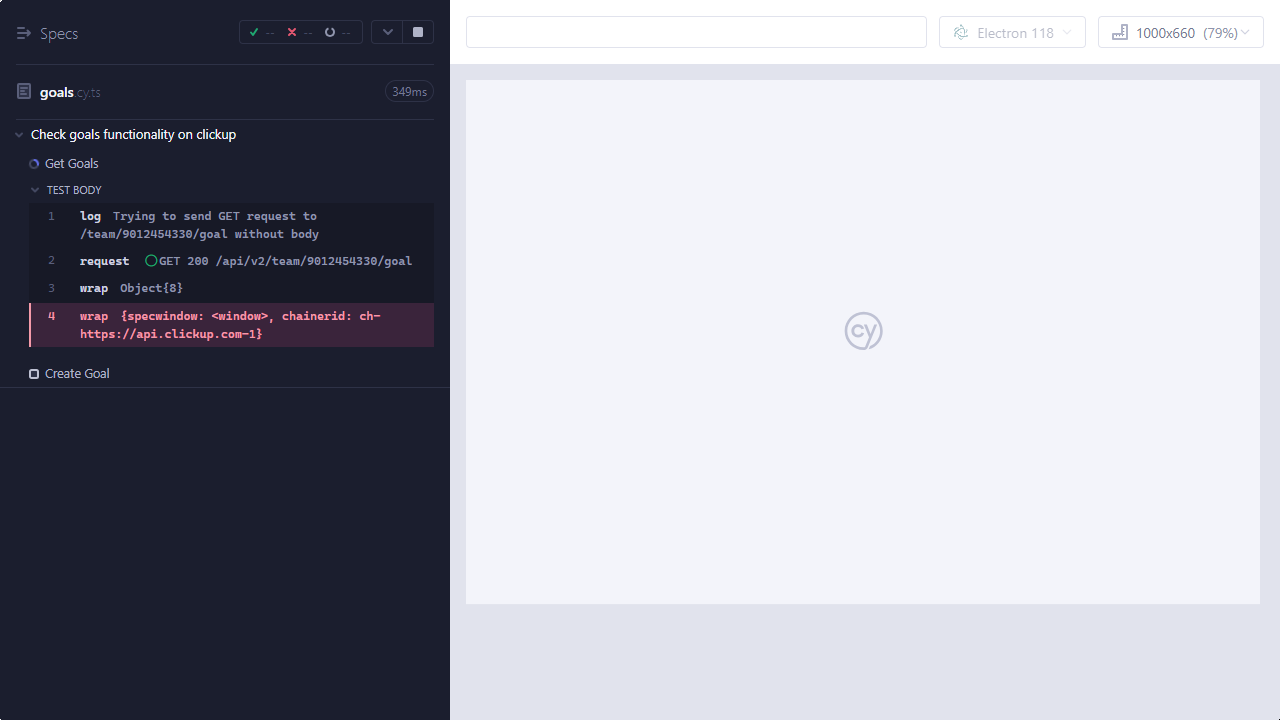 Specs
--
--
--
Electron 118
1000x660 (79%)
goals.cy.ts
349ms
Check goals functionality on clickup
Get Goals
TEST BODY
1 log Trying to send GET request to
/team/9012454330/goal without body
2 request GET 200 /api/v2/team/9012454330/goal
3 wrap Object{8}
4 wrap {specwindow: <window>, chainerid: ch-
https://api.clickup.com-1}
Create Goal
cy